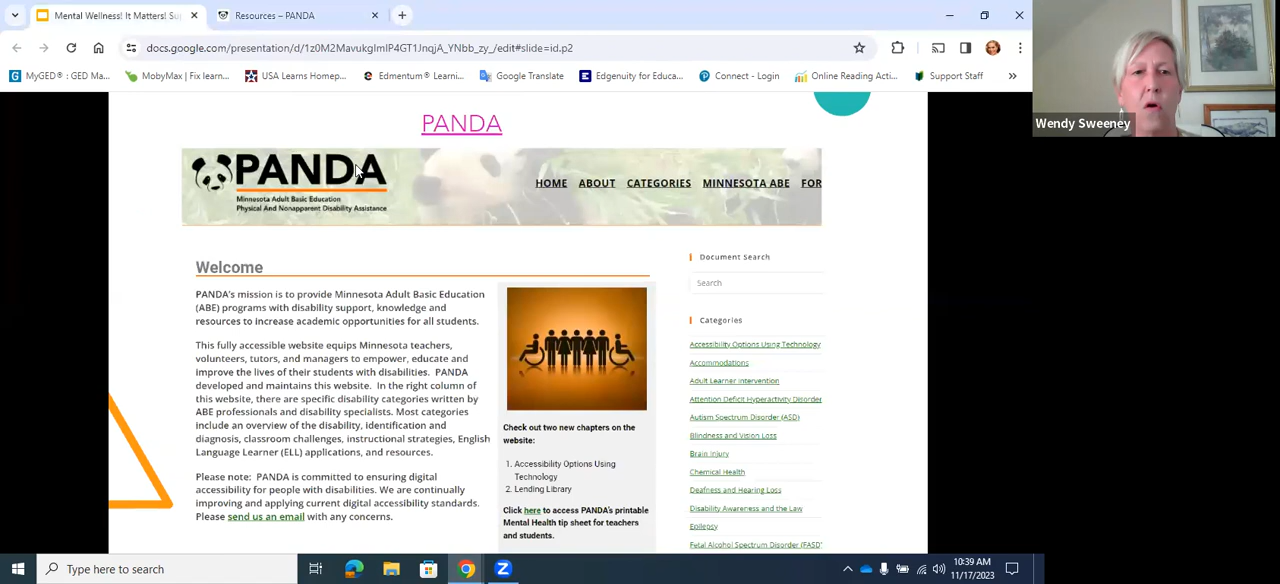 Mental Wellness! It Matters! Su
Resources – PANDA
docs.google.com/presentation/d/1z0M2MavukglmIP4GT1JnqjA_YNbb_zy_/edit#slide=id.p2
MyGED® : GED Ma...
MobyMax | Fix learn...
USA Learns Homep...
Edmentum® Learni...
Google Translate
Edgenuity for Educa...
Connect - Login
Online Reading Acti...
Support Staff
Wendy Sweeney
PANDA
PANDA
Minnesota Adult Basic Education
Physical And Nonapparent Disability Assistance
HOME ABOUT CATEGORIES MINNESOTA ABE FOR
Welcome
PANDA's mission is to provide Minnesota Adult Basic Education
(ABE) programs with disability support, knowledge and
resources to increase academic opportunities for all students.
This fully accessible website equips Minnesota teachers,
volunteers, tutors, and managers to empower, educate and
improve the lives of their students with disabilities. PANDA
developed and maintains this website. In the right column of
this website, there are specific disability categories written by
ABE professionals and disability specialists. Most categories
include an overview of the disability, identification and
diagnosis, classroom challenges, instructional strategies, English
Language Learner (ELL) applications, and resources.
Please note: PANDA is committed to ensuring digital
accessibility for people with disabilities. We are continually
improving and applying current digital accessibility standards.
Please send us an email with any concerns.
Check out two new chapters on the
website:
1. Accessibility Options Using
Technology
2. Lending Library
Click here to access PANDA's printable
Mental Health tip sheet for teachers
and students.
Document Search
Search
Categories
Accessibility Options Using Technology
Accommodations
Adult Learner Intervention
Attention Deficit Hyperactivity Disorder
Autism Spectrum Disorder (ASD)
Blindness and Vision Loss
Brain Injury
Chemical Health
Deafness and Hearing Loss
Disability Awareness and the Law
Epilepsy
Fetal Alcohol Spectrum Disorder (FASD)
Type here to search
10:39 AM
11/17/2023